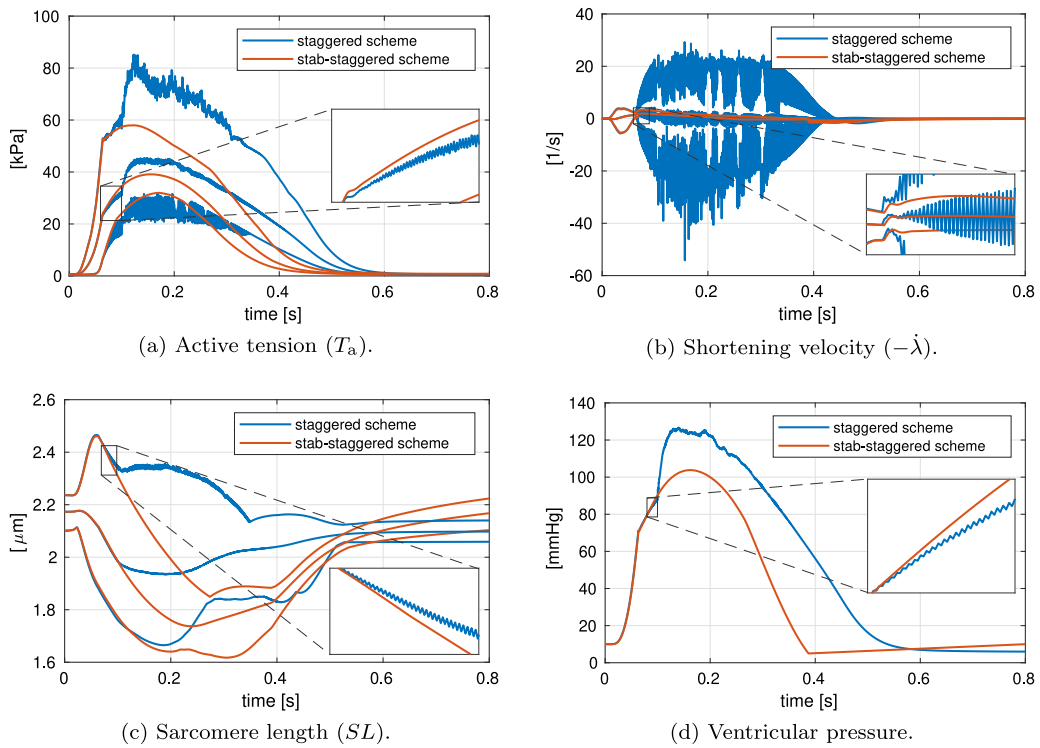 100
80
60
40
20
0
[kPa]
staggered scheme
stab-staggered scheme
0
0.2
0.4
0.6
0.8
time [s]
(a) Active tension (Tₐ).
40
20
0
-20
-40
-60
[1/s]
staggered scheme
stab-staggered scheme
0
0.2
0.4
0.6
0.8
time [s]
(b) Shortening velocity (−λ̇).
2.6
2.4
2.2
2
1.8
1.6
[ μm]
staggered scheme
stab-staggered scheme
0
0.2
0.4
0.6
0.8
time [s]
(c) Sarcomere length (SL).
140
120
100
80
60
40
20
0
[mmHg]
staggered scheme
stab-staggered scheme
0
0.2
0.4
0.6
0.8
time [s]
(d) Ventricular pressure.